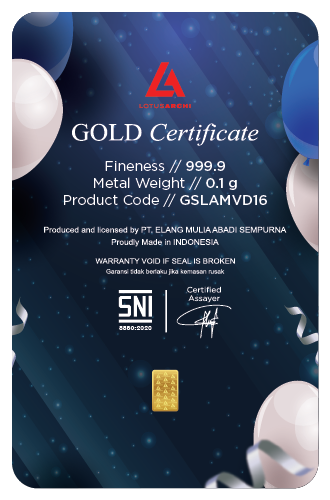 LOTUSARCHI
GOLD Certificate
Fineness // 999.9
Metal Weight // 0.1 g
Product Code // GSLAMVD16
Produced and licensed by PT, ELANG MULIA ABADI SEMPURNA
Proudly Made in INDONESIA
WARRANTY VOID IF SEAL IS BROKEN
Garansi tidak berlaku jika kemasan rusak
SNI
8880:2020
Certified
Assayer